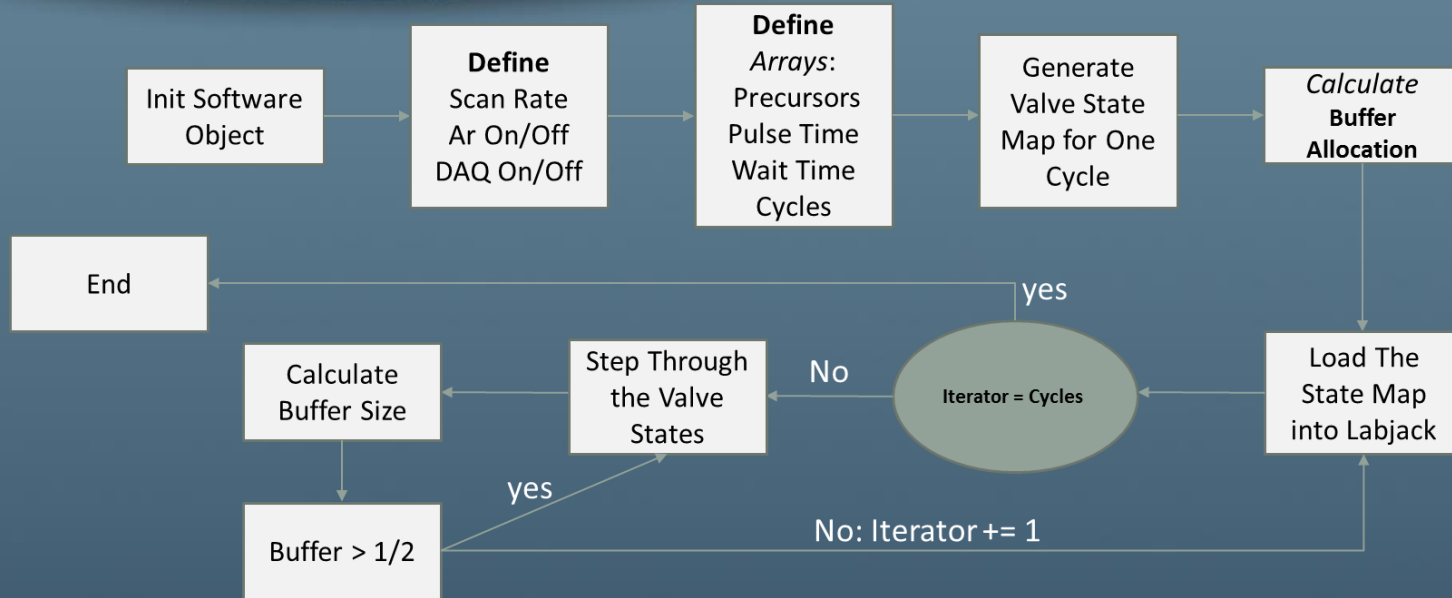 Init Software
Object
Define
Scan Rate
Ar On/Off
DAQ On/Off
Define
Arrays:
Precursors
Pulse Time
Wait Time
Cycles
Generate
Valve State
Map for One
Cycle
Calculate
Buffer
Allocation
End
yes
Calculate
Buffer Size
Step Through
the Valve
States
No
Iterator = Cycles
Load The
State Map
into Labjack
yes
Buffer > 1/2
No: Iterator += 1